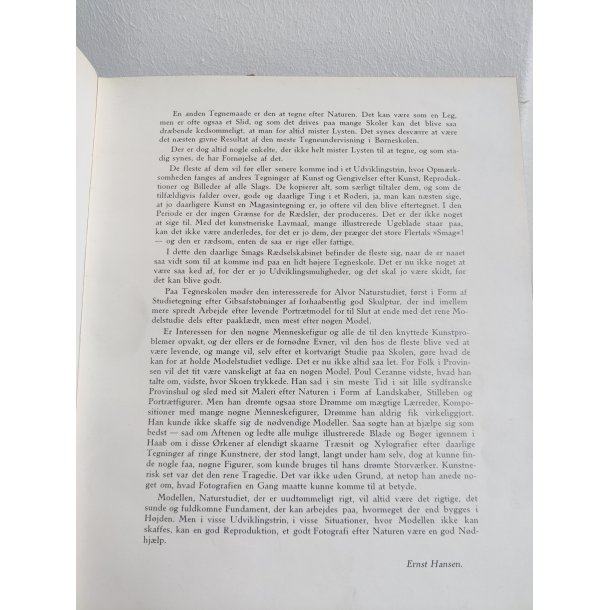 En anden Tegnemaade er den at tegne efter Naturen. Det kan være som en Leg,
men er ofte ogsaa et Slid, og som det drives paa mange Skoler kan det blive saa
dræbende kedsommeligt, at man for altid mister Lysten. Det synes desværre at være
det næsten givne Resultat af den meste Tegneundervisning i Børneskolen.
Der er dog altid nogle enkelte, der ikke helt mister Lysten til at tegne, og som sta-
dig synes, de har Fornøjelse af det.
De fleste af dem vil før eller senere komme ind i et Udviklingstrin, hvor Opmærk-
somheden fanges af andres Tegninger af Kunst og Gengivelser efter Kunst, Reproduk-
tioner og Billeder af alle Slags. De kopierer alt, som særligt tiltaler dem, og som de
tilfældigvis falder over, gode og daarlige Ting i et Roderi, ja, man kan næsten sige,
at jo daarligere Kunst en Magasintegning er, jo oftere vil den blive eftertegnet. I den
Periode er der ingen Grænse for de Rædsler, der produceres. Det er der ikke noget
at sige til. Med det kunstneriske Lavmaal, mange illustrerede Ugeblade staar paa,
kan det ikke være anderledes, for det er jo dem, der præger det store Flertals »Smag«!
— og den er rædsom, enten de saa er rige eller fattige.
I dette den daarlige Smags Rædselskabinet befinder de fleste sig, naar de er naaet
saa vidt som til at komme ind paa en lidt højere Tegneskole. Det er nu ikke noget at
være saa ked af, for der jo Udviklingsmuligheder, og det skal jo være skidt, før
det kan blive godt.
Paa Tegneskolen møder den interesserede for Alvor Naturstudiet, først i Form af
Studietegning efter Gibsafstøbninger af forhaabentlig god Skulptur, der ind imellem
mere spredt Arbejde efter levende Portrætmodel for til Slut at ende med det rene Mo-
delstudie dels efter paaklædt, men mest efter nøgen Model.
Er Interessen for den nøgne Menneskefigur og alle de til den knyttede Kunstpro-
blemer opvakt, og der ellers er de fornødne Evner, vil den hos de fleste blive ved at
være levende, og mange vil, selv efter et kortvarigt Studie paa Skolen, gøre hvad de
kan for at holde Modelstudiet vedlige. Det er nu ikke altid saa let. For Folk i Provin-
sen vil det tit være vanskeligt at faa en nøgen Model. Poul Cezanne vidste, hvad han
talte om, vidste, hvor Skoen trykkede. Han sad i sin meste Tid i sit lille sydfranske
Provinshul og sled med sit Maleri efter Naturen i Form af Landskaber, Stilleben og
Portrætfigurer. Men han drømte ogsaa store Drømme om mægtige Lærreder, Kompo-
sitioner med mange nøgne Menneskefigurer, Drømme han aldrig fik virkeliggjort.
Han kunde ikke skaffe sig de nødvendige Modeller. Saa søgte han at hjælpe sig som
bedst — sad om Aftenen og ledte alle mulige illustrerede Blade og Bøger igennem i
Haab om i disse Ørkener af elendigt skaarne Træsnit og Xylografier efter daarlige
Tegninger af ringe Kunstnere, der stod langt, langt under ham selv, dog at kunne fin-
de nogle faa, nøgne Figurer, som kunde bruges til hans drømte Storværker. Kunstne-
risk set var det den rene Tragedie. Det var ikke uden Grund, at netop han anede no-
get om, hvad Fotografien en Gang maatte kunne komme til at betyde.
Modellen, Naturstudiet, der er uudtømmeligt rigt, vil altid være det rigtige, det
sunde og fuldkomne Fundament, der kan arbejdes paa, hvormeget der end bygges i
Højden. Men i visse Udviklingstrin, i visse Situationer, hvor Modellen ikke kan
skaffes, kan en god Reproduktion, et godt Fotografi efter Naturen være en god Nød-
hjælp.
Ernst Hansen.